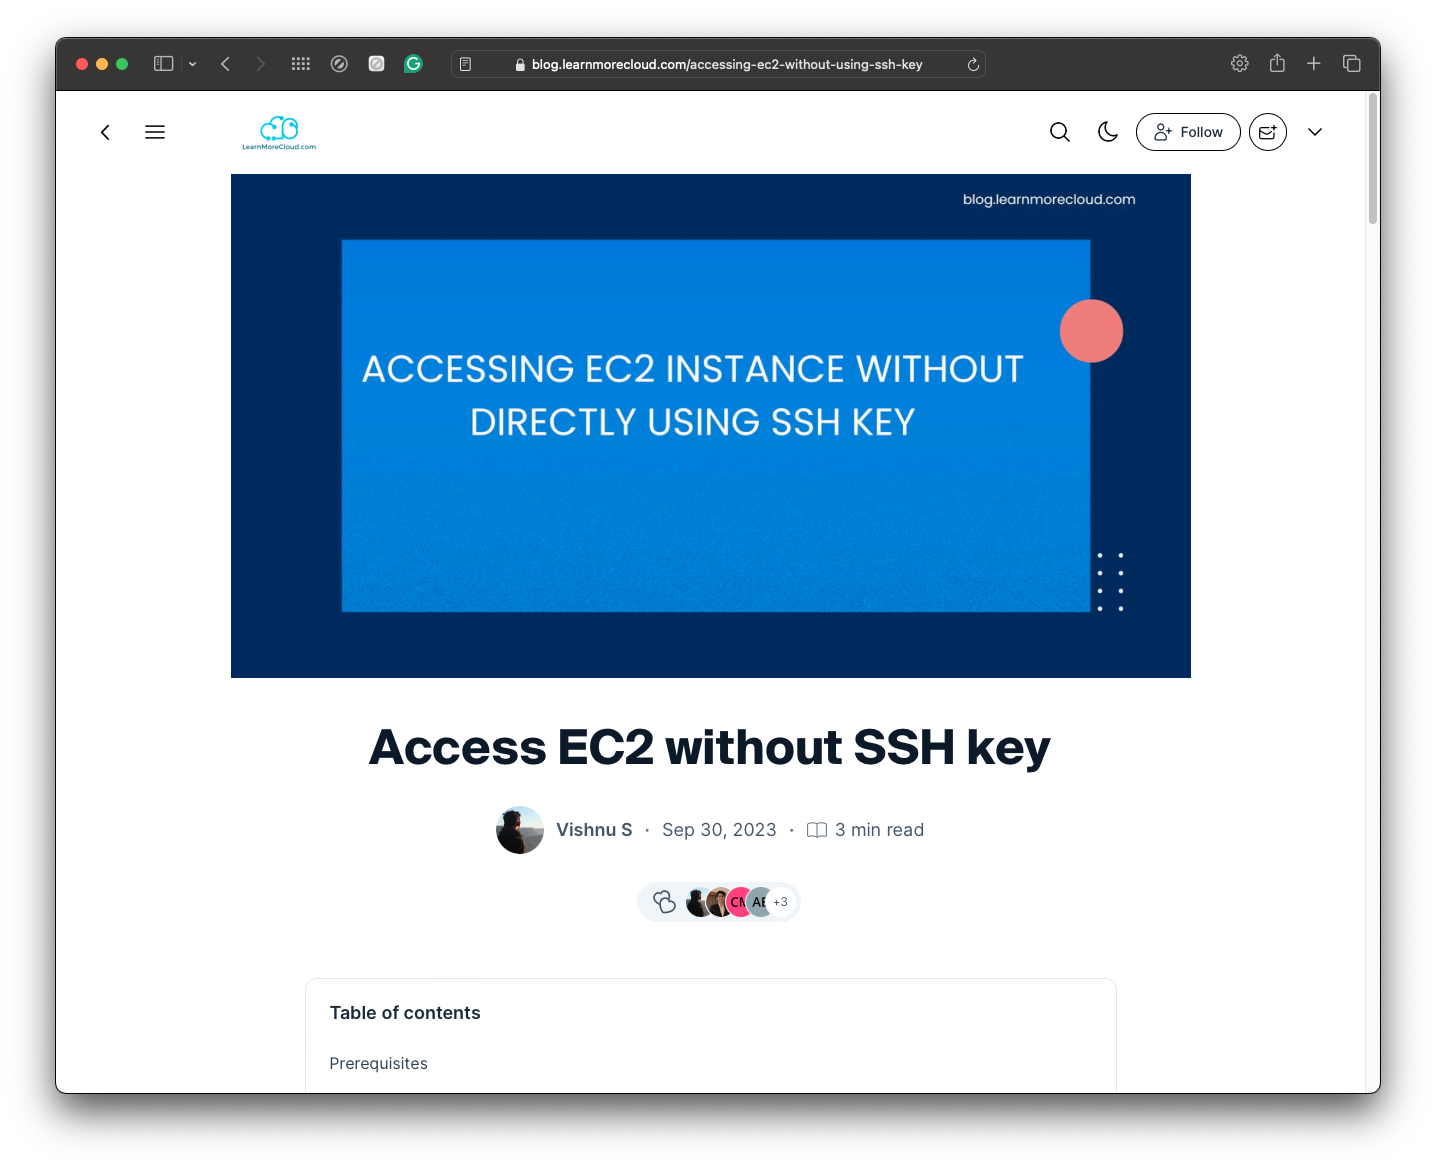 blog.learnmorecloud.com/accessing-ec2-without-using-ssh-key
LearnMoreCloud.com
Follow
blog.learnmorecloud.com
ACCESSING EC2 INSTANCE WITHOUT
DIRECTLY USING SSH KEY
Access EC2 without SSH key
Vishnu S · Sep 30, 2023 · 3 min read
+3
Table of contents
Prerequisites